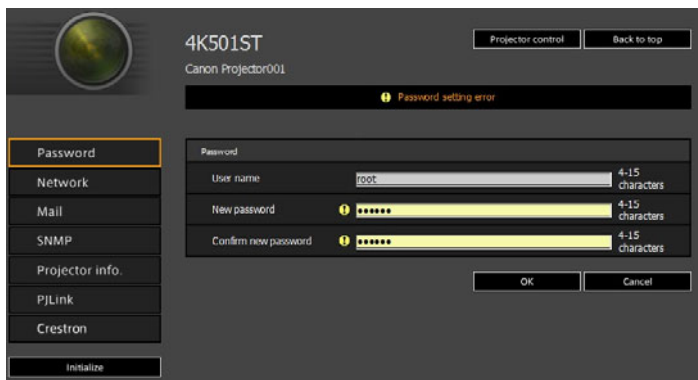 4K501ST
Projector control
Back to top
Canon Projector001
Password setting error
Password
Network
Mail
SNMP
Projector info.
PJLink
Crestron
Initialize
Password
User name
root
4-15
characters
New password
••••••
4-15
characters
Confirm new password
••••••
4-15
characters
OK
Cancel